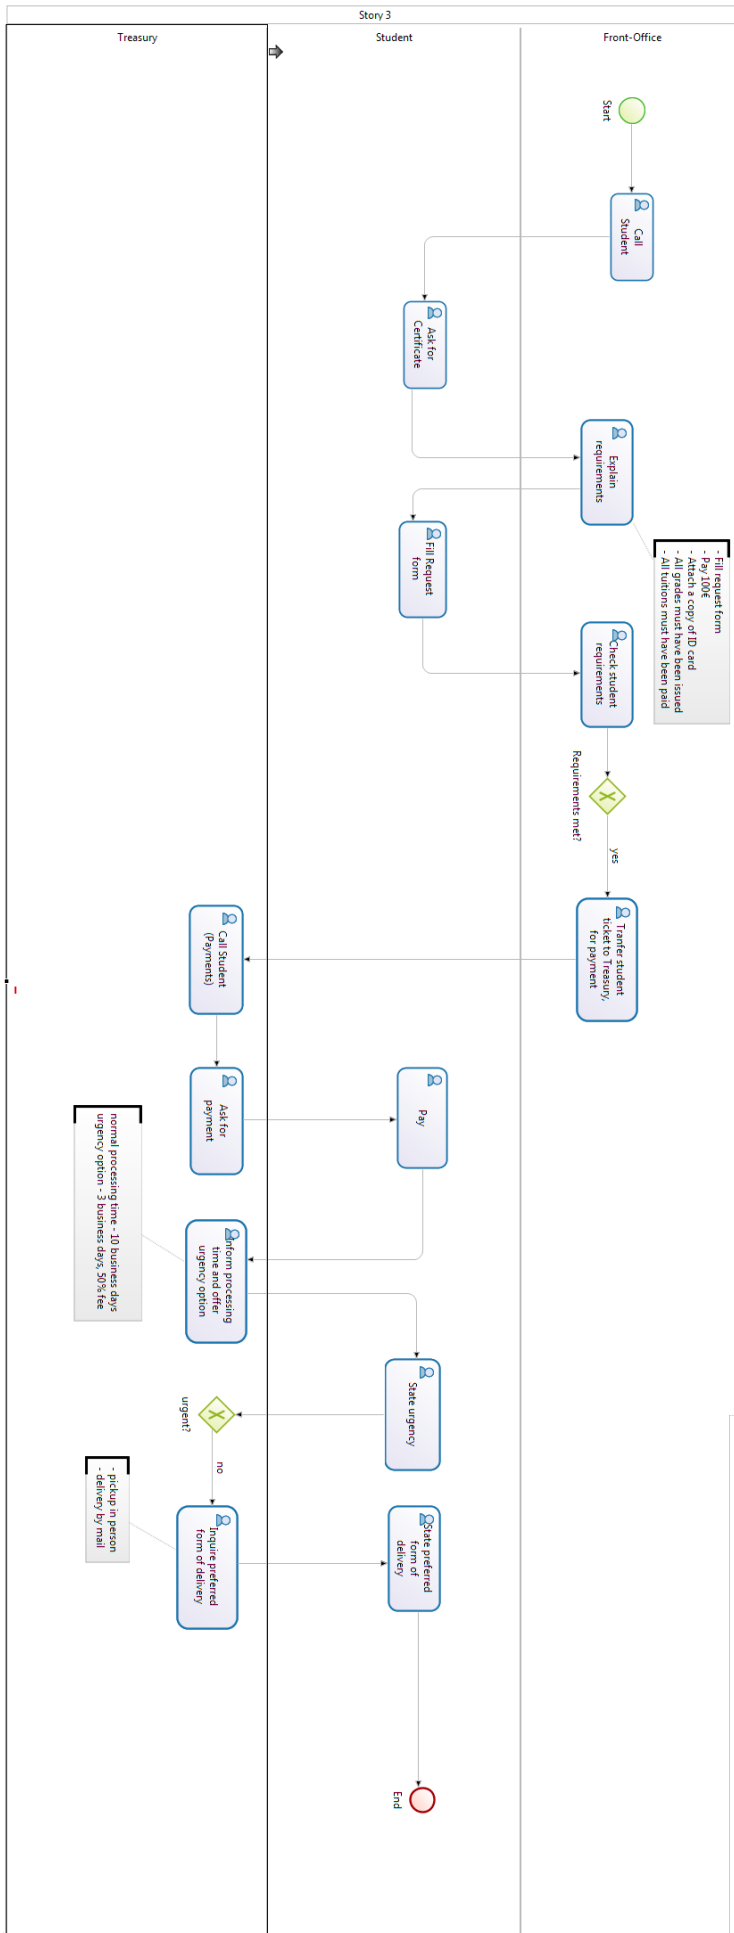 Story 3
Treasury
Student
Front-Office
Start
Call
Student
Ask for
Certificate
Explain
requirements
- Fill request form
- Pay 100€
- Attach a copy of ID card
- All grades must have been issued
- All tuitions must have been paid
Fill Request
form
Check student
requirements
Requirements met?
yes
Tranfer student
ticket to Treasury,
for payment
Call Student
(Payments)
Ask for
payment
Pay
Inform processing
time and offer
urgency option
normal processing time - 10 business days
urgency option - 3 business days, 50% fee
State urgency
urgent?
no
Inquire preferred
form of delivery
- pickup in person
- delivery by mail
State preferred
form of
delivery
End